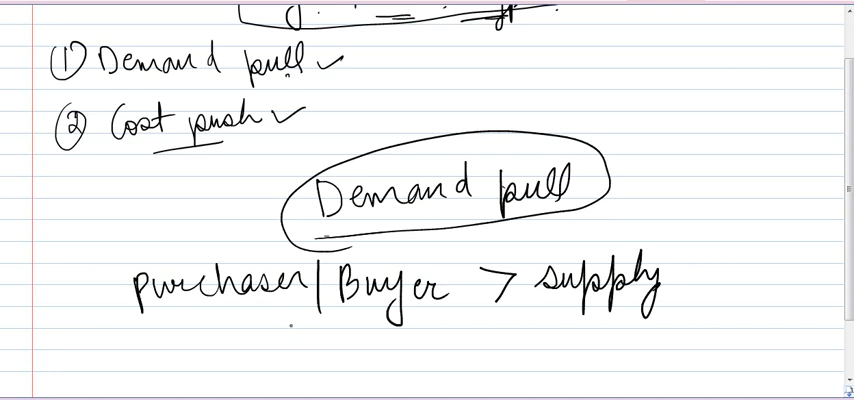 ① Demand pull ✓
② Cost push ✓
Demand pull
Purchaser/Buyer > supply